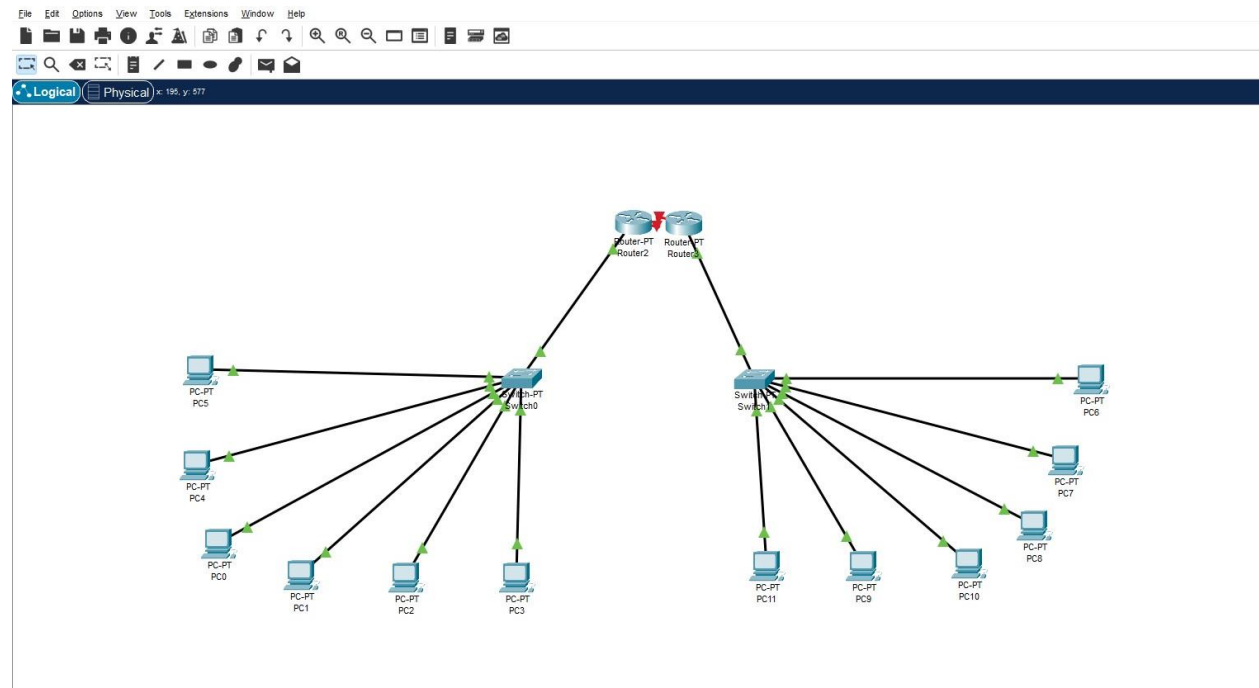 File Edit Options View Tools Extensions Window Help
Logical Physical x: 195, y: 577
Router-PT Router-PT
Router2 Router3
PC-PT
PC5
Switch-PT
Switch0
Switch-PT
Switch1
PC-PT
PC6
PC-PT
PC4
PC-PT
PC7
PC-PT
PC0
PC-PT
PC8
PC-PT
PC1
PC-PT
PC2
PC-PT
PC3
PC-PT
PC11
PC-PT
PC9
PC-PT
PC10